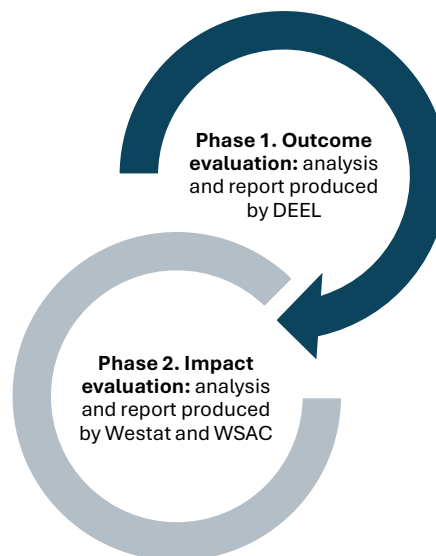 Phase 1. Outcome
evaluation: analysis
and report produced
by DEEL
Phase 2. Impact
evaluation: analysis
and report produced
by Westat and WSAC